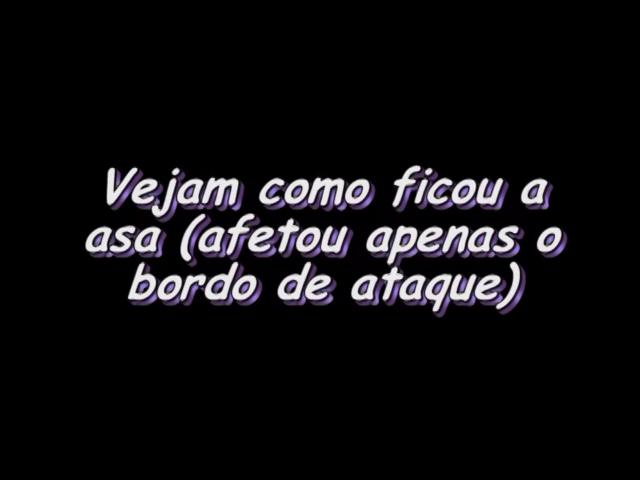 Vejam como ficou a
asa (afetou apenas o
bordo de ataque)